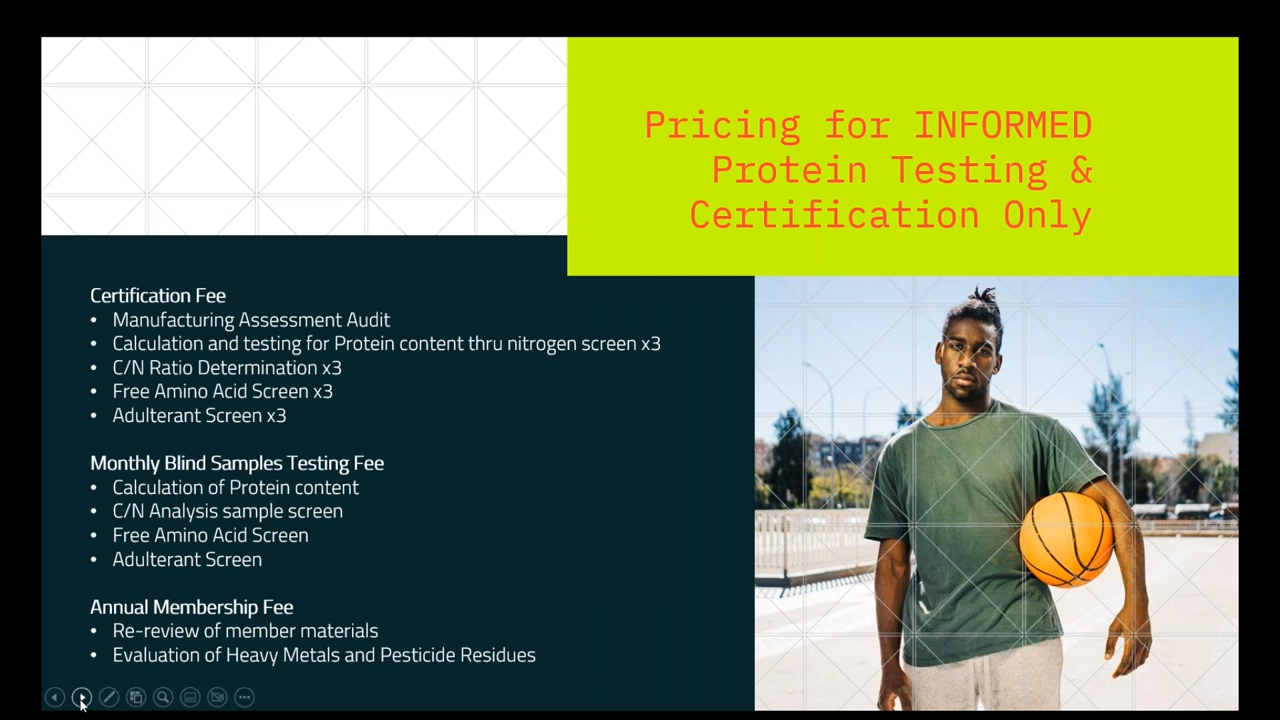 Pricing for INFORMED
Protein Testing &
Certification Only
Certification Fee
• Manufacturing Assessment Audit
• Calculation and testing for Protein content thru nitrogen screen x3
• C/N Ratio Determination x3
• Free Amino Acid Screen x3
• Adulterant Screen x3
Monthly Blind Samples Testing Fee
• Calculation of Protein content
• C/N Analysis sample screen
• Free Amino Acid Screen
• Adulterant Screen
Annual Membership Fee
• Re-review of member materials
• Evaluation of Heavy Metals and Pesticide Residues